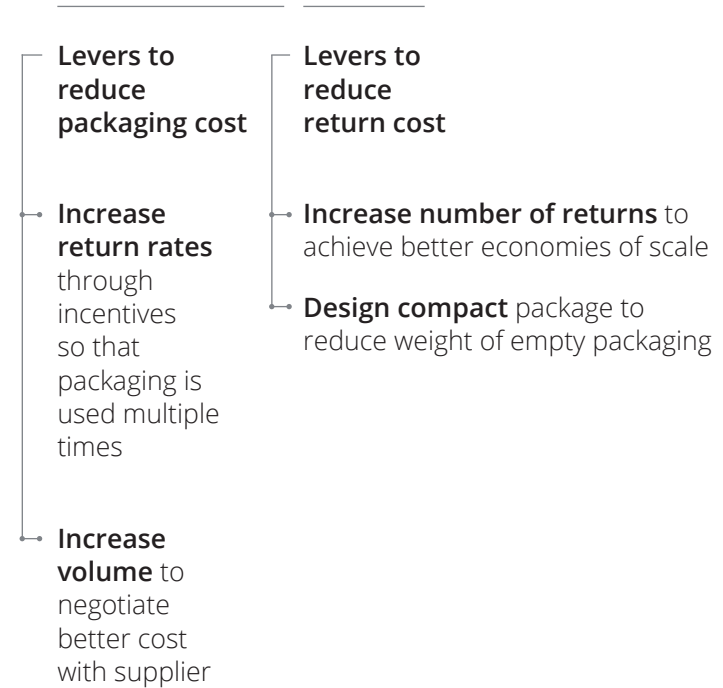 Levers to
reduce
packaging cost
Increase
return rates
through
incentives
so that
packaging is
used multiple
times
Increase
volume to
negotiate
better cost
with supplier
Levers to
reduce
return cost
Increase number of returns to
achieve better economies of scale
Design compact package to
reduce weight of empty packaging